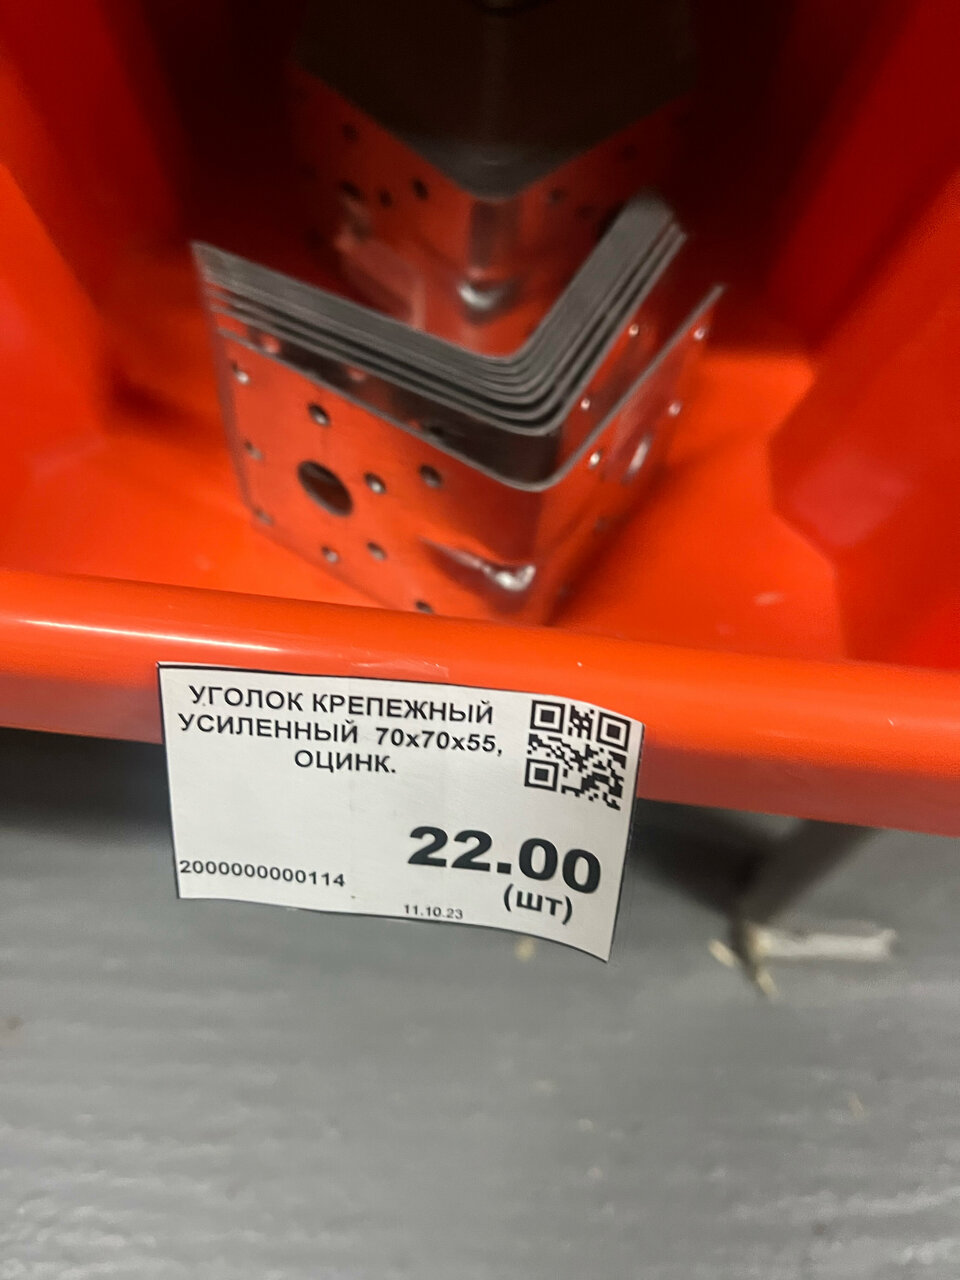 УГОЛОК КРЕПЕЖНЫЙ
УСИЛЕННЫЙ 70x70x55,
ОЦИНК.
22.00
2000000000114
(шт)
11.10.23